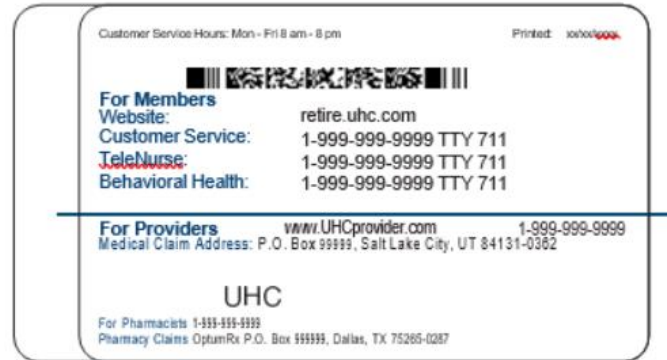 Customer Service Hours: Mon - Fri 8 am - 8 pm Printed: xx/xx/xxxx
For Members
Website: retire.uhc.com
Customer Service: 1-999-999-9999 TTY 711
TeleNurse: 1-999-999-9999 TTY 711
Behavioral Health: 1-999-999-9999 TTY 711
For Providers www.UHCprovider.com 1-999-999-9999
Medical Claim Address: P.O. Box 99999, Salt Lake City, UT 84131-0362
UHC
For Pharmacists 1-999-999-9999
Pharmacy Claims OptumRx P.O. Box 999999, Dallas, TX 75265-0287